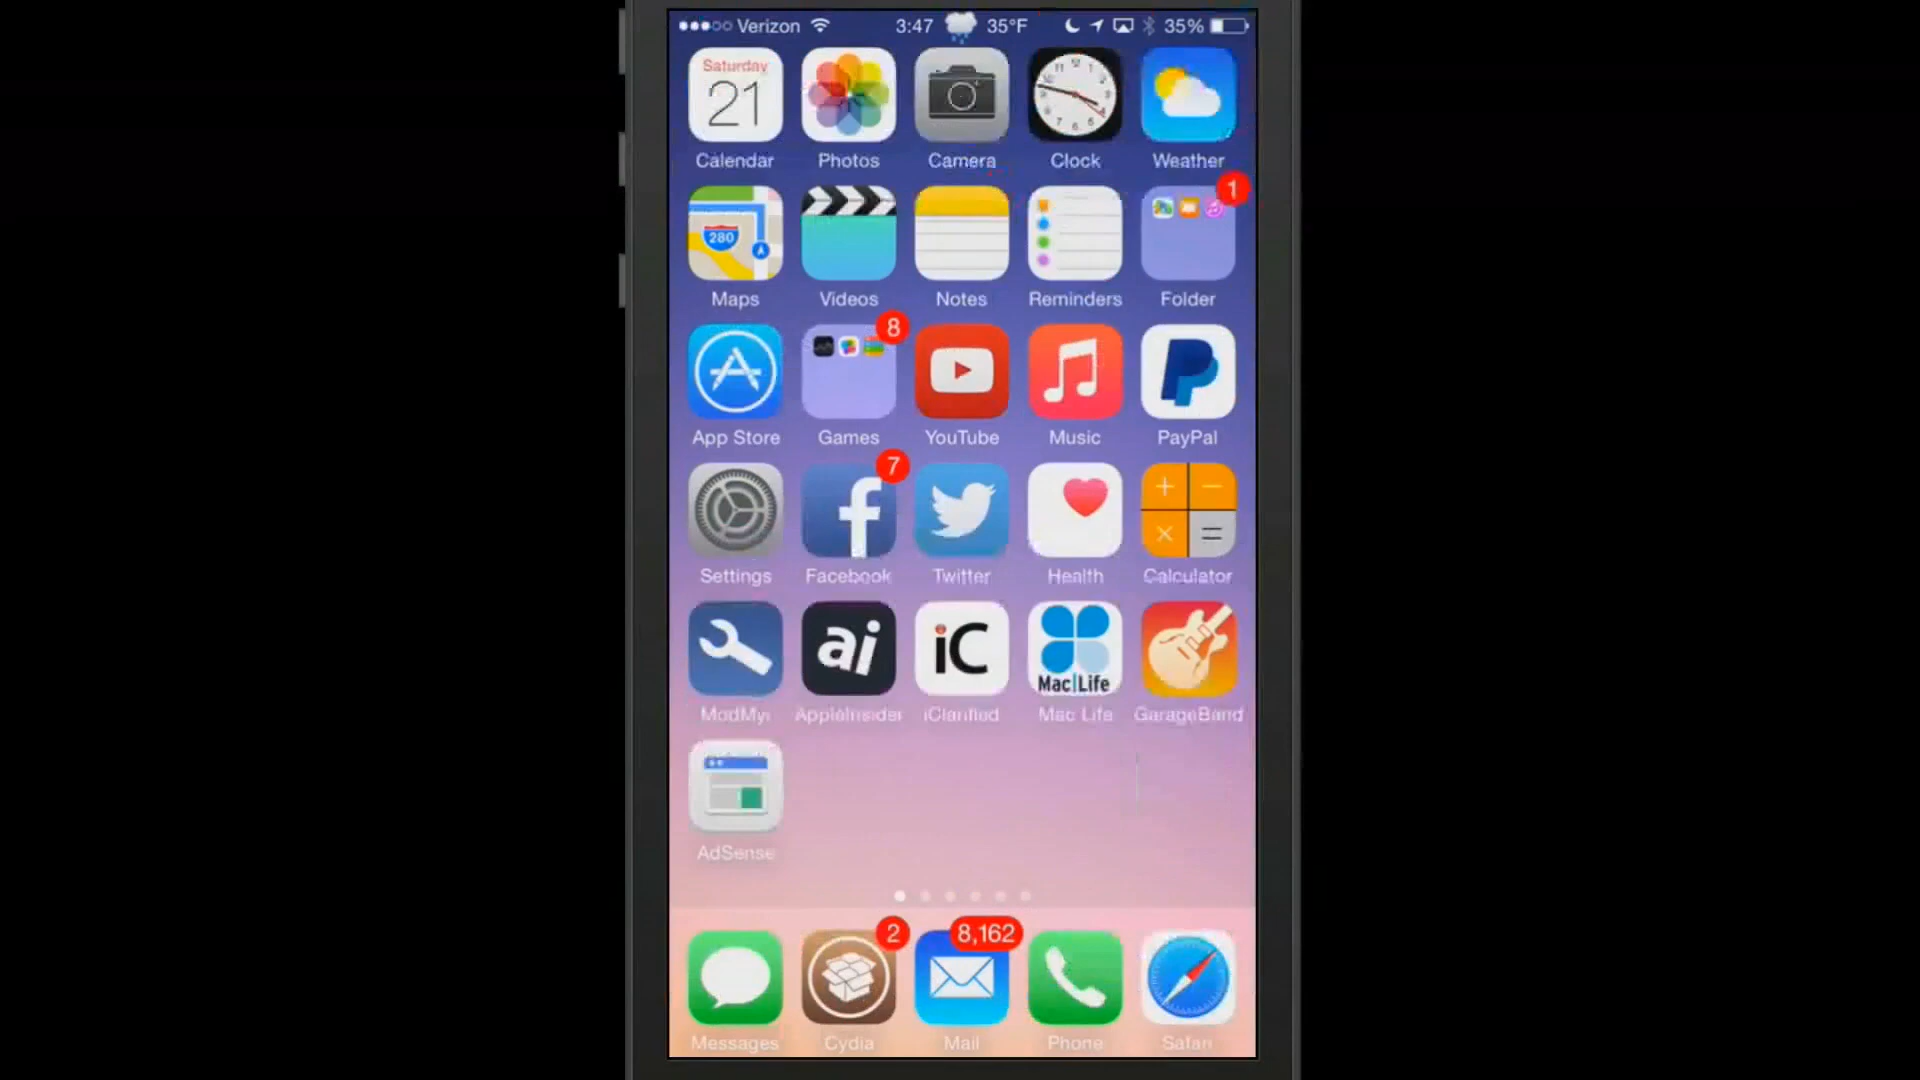 Verizon 3:47 35°F 35%
Saturday
21
Calendar Photos Camera Clock Weather
1
280
Maps Videos Notes Reminders Folder
8
App Store Games YouTube Music PayPal
7
Settings Facebook Twitter Health Calculator
ai iC Mac|Life
ModMyi AppleInsider iClarified Mac Life GarageBand
AdSense
2 8,162
Messages Cydia Mail Phone Safari